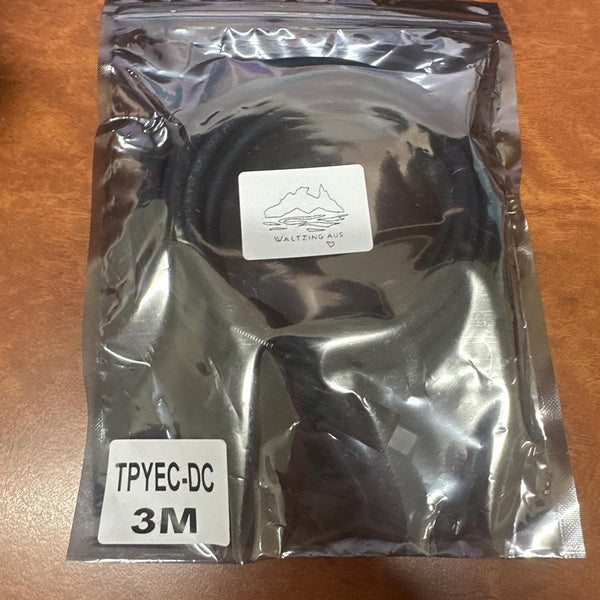 WALTZING AUS
TPYEC-DC
3M